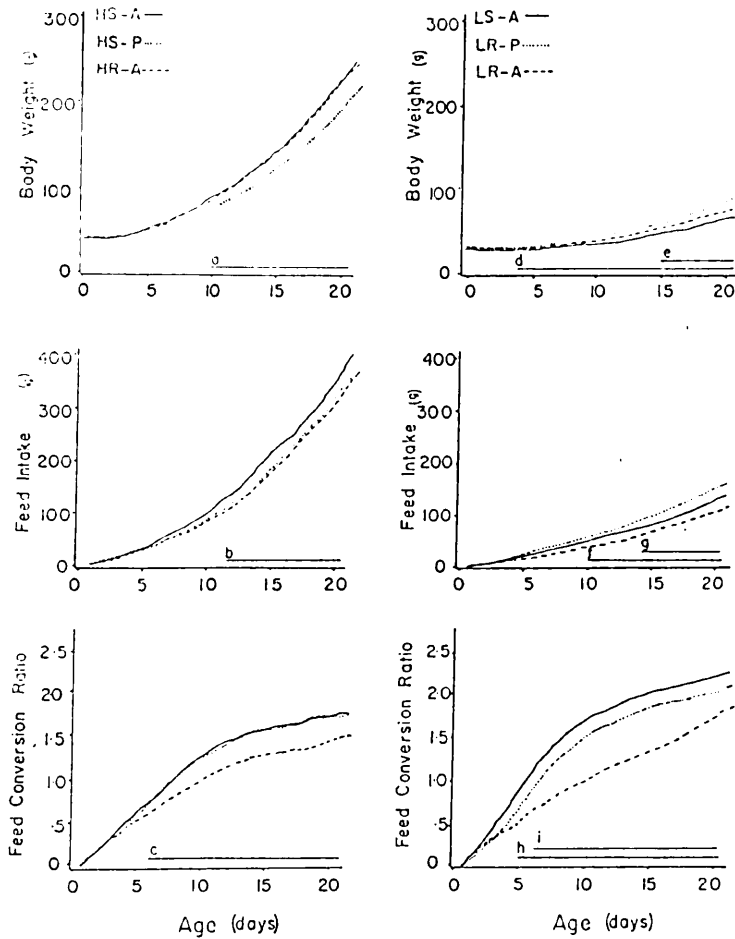 300
200
100
0
Body Weight (g)
HS-A
HS-P
HR-A
a
0 5 10 15 20
300
200
100
0
Body Weight (g)
LS-A
LR-P
LR-A
d
e
0 5 10 15 20
400
300
200
100
0
Feed Intake (g)
b
0 5 10 15 20
400
300
200
100
0
Feed Intake (g)
f
g
0 5 10 15 20
2.5
20
1.5
1.0
.5
0
Feed Conversion Ratio
c
0 5 10 15 20
Age (days)
2.5
2.0
1.5
1.0
.5
0
Feed Conversion Ratio
h
i
0 5 10 15 20
Age (days)